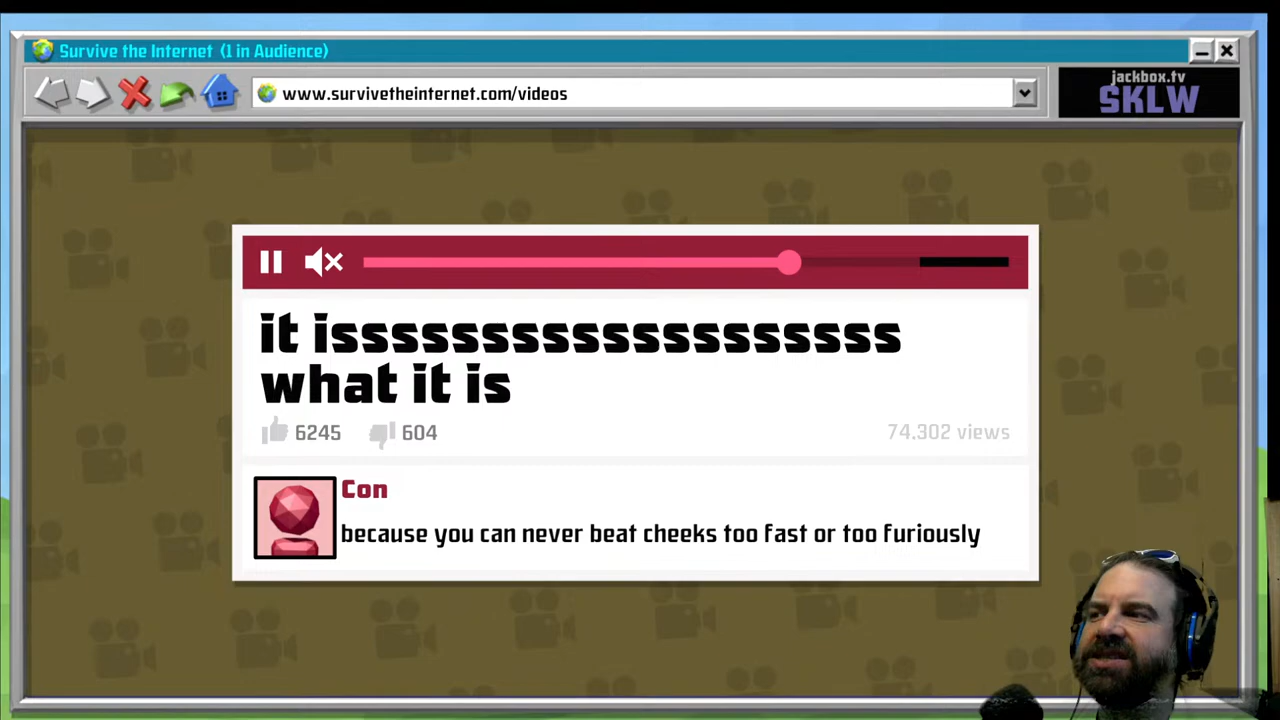 Survive the Internet (1 in Audience)
www.survivetheinternet.com/videos
jackbox.tv
SKLW
it isssssssssssssssssss
what it is
6245 604 74,302 views
Con
because you can never beat cheeks too fast or too furiously